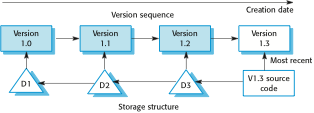 Creation date
Version sequence
Version
1.0
Version
1.1
Version
1.2
Version
1.3
Most recent
D1
D2
D3
V1.3 source
code
Storage structure